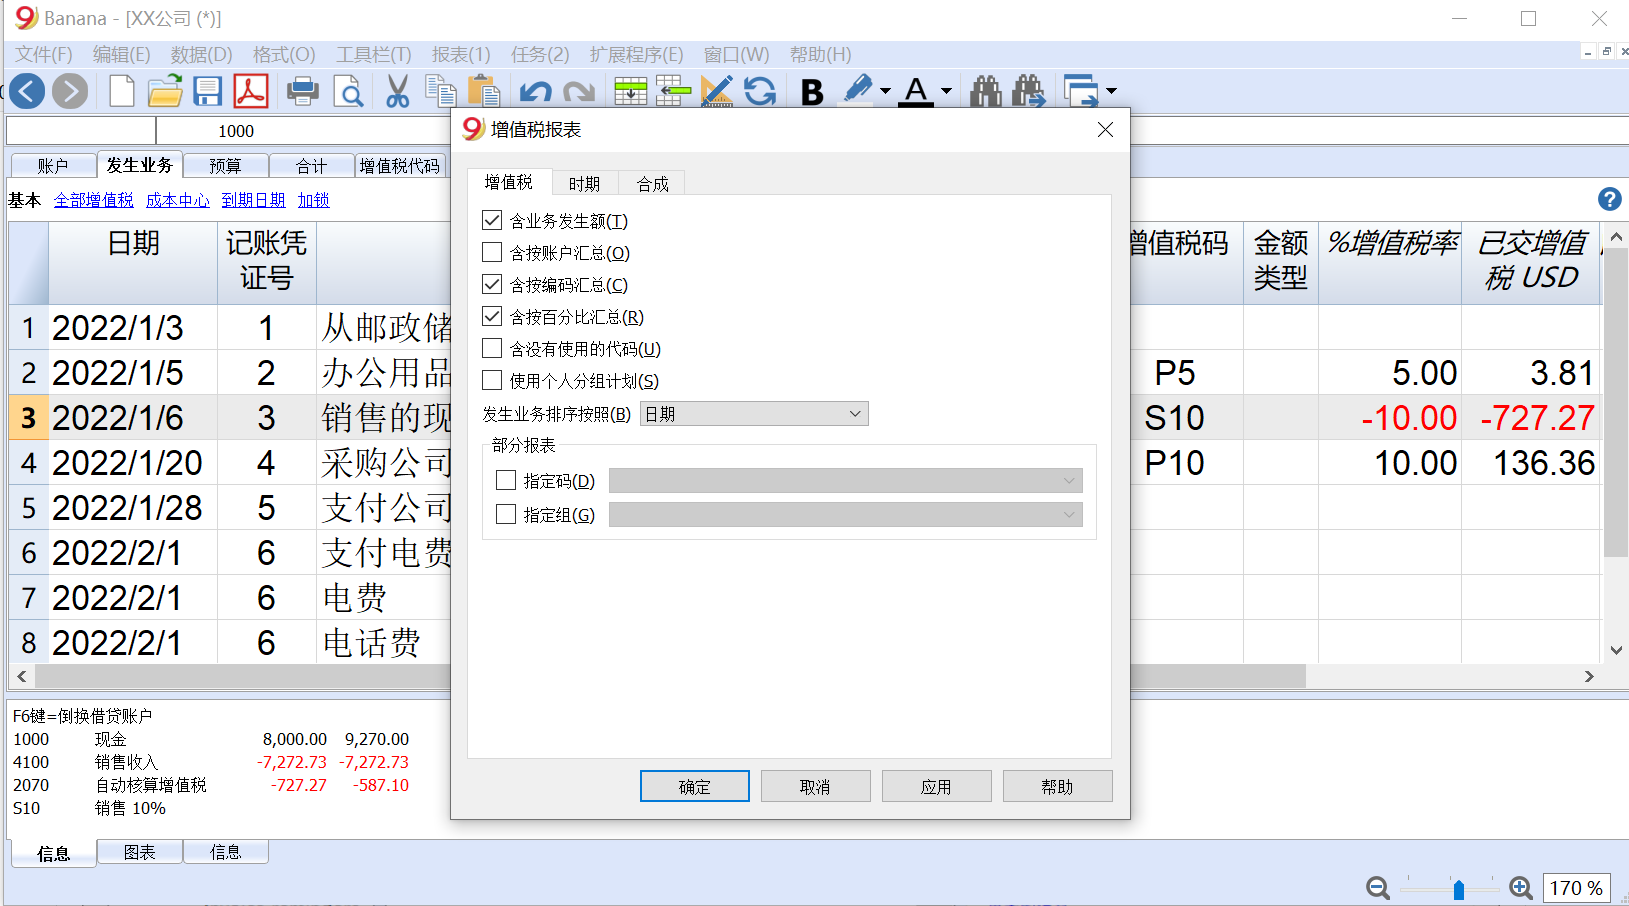 Banana - [XX公司 (*)]
文件(F) 编辑(E) 数据(D) 格式(O) 工具栏(T) 报表(1) 任务(2) 扩展程序(E) 窗口(W) 帮助(H)
1000
账户 发生业务 预算 合计 增值税代码
基本 全部增值税 成本中心 到期日期 加锁
日期 记账凭证号 增值税码 金额类型 %增值税率 已交增值税 USD
1 2022/1/3 1 从邮政储
2 2022/1/5 2 办公用品 P5 5.00 3.81
3 2022/1/6 3 销售的现 S10 -10.00 -727.27
4 2022/1/20 4 采购公司 P10 10.00 136.36
5 2022/1/28 5 支付公司
6 2022/2/1 6 支付电费
7 2022/2/1 6 电费
8 2022/2/1 6 电话费
增值税报表
增值税 时期 合成
含业务发生额(T)
含按账户汇总(O)
含按编码汇总(C)
含按百分比汇总(R)
含没有使用的代码(U)
使用个人分组计划(S)
发生业务排序按照(B) 日期
部分报表
指定码(D)
指定组(G)
确定 取消 应用 帮助
F6键=倒换借贷账户
1000 现金 8,000.00 9,270.00
4100 销售收入 -7,272.73 -7,272.73
2070 自动核算增值税 -727.27 -587.10
S10 销售 10%
信息 图表 信息
170 %